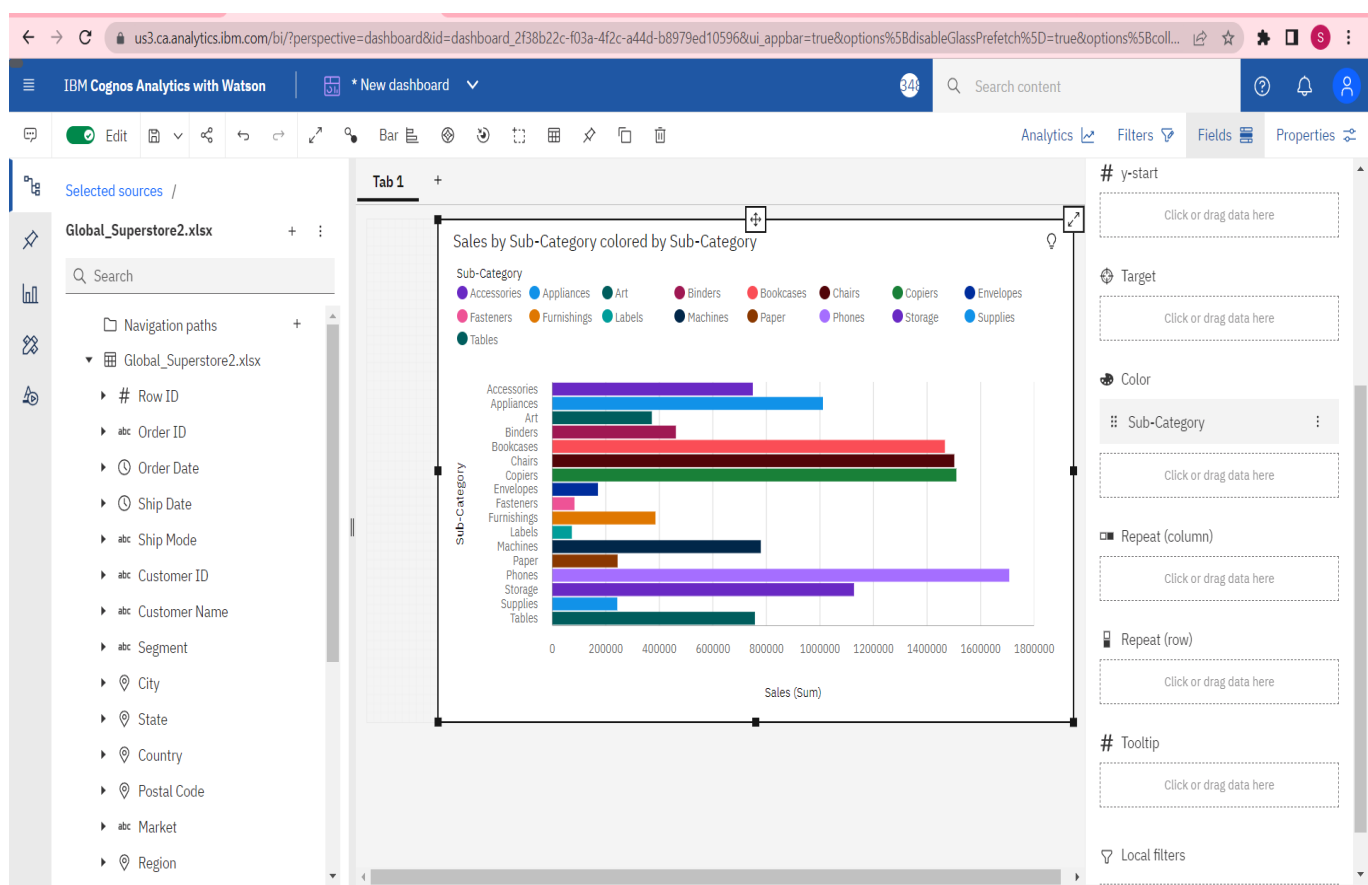 us3.ca.analytics.ibm.com/bi/?perspective=dashboard&id=dashboard_2f38b22c-f03a-4f2c-a44d-b8979ed10596&ui_appbar=true&options%5BdisableGlassPrefetch%5D=true&options%5Bcoll... S
IBM Cognos Analytics with Watson * New dashboard 348 Search content
Edit Bar Analytics Filters Fields Properties
Selected sources /
Global_Superstore2.xlsx
Search
Navigation paths
Global_Superstore2.xlsx
# Row ID
abc Order ID
Order Date
Ship Date
abc Ship Mode
abc Customer ID
abc Customer Name
abc Segment
City
State
Country
Postal Code
abc Market
Region
Tab 1 +
Sales by Sub-Category colored by Sub-Category
Sub-Category
Accessories Appliances Art Binders Bookcases Chairs Copiers Envelopes
Fasteners Furnishings Labels Machines Paper Phones Storage Supplies
Tables
Sub-Category
Accessories
Appliances
Art
Binders
Bookcases
Chairs
Copiers
Envelopes
Fasteners
Furnishings
Labels
Machines
Paper
Phones
Storage
Supplies
Tables
0 200000 400000 600000 800000 1000000 1200000 1400000 1600000 1800000
Sales (Sum)
# y-start
Click or drag data here
Target
Click or drag data here
Color
Sub-Category
Click or drag data here
Repeat (column)
Click or drag data here
Repeat (row)
Click or drag data here
# Tooltip
Click or drag data here
Local filters